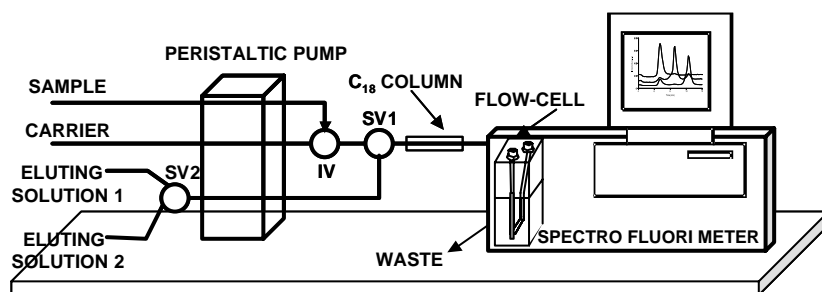 PERISTALTIC PUMP
SAMPLE
C₁₈ COLUMN
FLOW-CELL
SV1
CARRIER
IV
ELUTING
SOLUTION 1
SV2
ELUTING
SOLUTION 2
WASTE
SPECTRO FLUORI METER